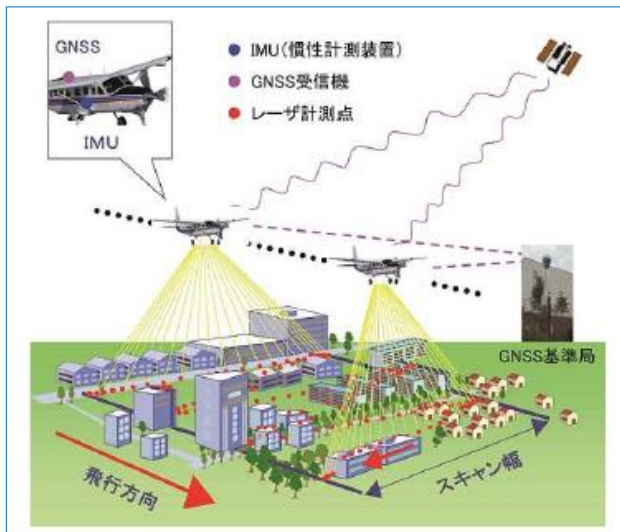 GNSS
IMU
IMU(慣性計測装置)
GNSS受信機
レーザ計測点
GNSS基準局
飛行方向
スキャン幅